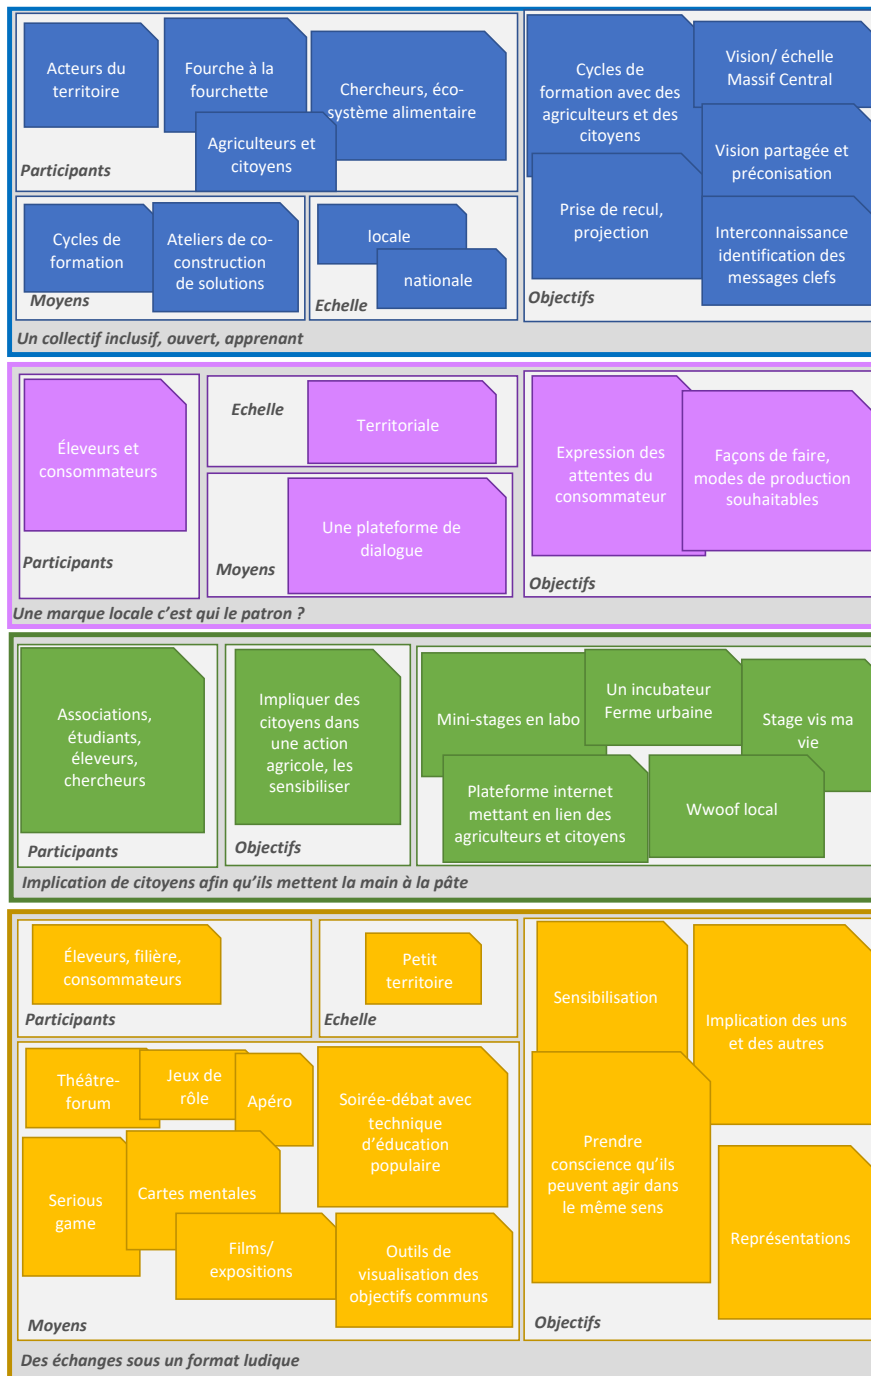 Acteurs du
territoire
Fourche à la
fourchette
Chercheurs, éco-
système alimentaire
Agriculteurs et
citoyens
Participants
Cycles de
formation
Ateliers de co-
construction
de solutions
Moyens
locale
nationale
Echelle
Cycles de
formation avec des
agriculteurs et des
citoyens
Vision/ échelle
Massif Central
Vision partagée et
préconisation
Prise de recul,
projection
Interconnaissance
identification des
messages clefs
Objectifs
Un collectif inclusif, ouvert, apprenant
Éleveurs et
consommateurs
Participants
Echelle
Territoriale
Une plateforme de
dialogue
Moyens
Expression des
attentes du
consommateur
Façons de faire,
modes de production
souhaitables
Objectifs
Une marque locale c’est qui le patron ?
Associations,
étudiants,
éleveurs,
chercheurs
Participants
Impliquer des
citoyens dans
une action
agricole, les
sensibiliser
Objectifs
Mini-stages en labo
Un incubateur
Ferme urbaine
Stage vis ma
vie
Plateforme internet
mettant en lien des
agriculteurs et citoyens
Wwoof local
Implication de citoyens afin qu’ils mettent la main à la pâte
Éleveurs, filière,
consommateurs
Participants
Petit
territoire
Echelle
Théâtre-
forum
Jeux de
rôle
Apéro
Soirée-débat avec
technique
d’éducation
populaire
Serious
game
Cartes mentales
Films/
expositions
Outils de
visualisation des
objectifs communs
Moyens
Sensibilisation
Implication des uns
et des autres
Prendre
conscience qu’ils
peuvent agir dans
le même sens
Représentations
Objectifs
Des échanges sous un format ludique